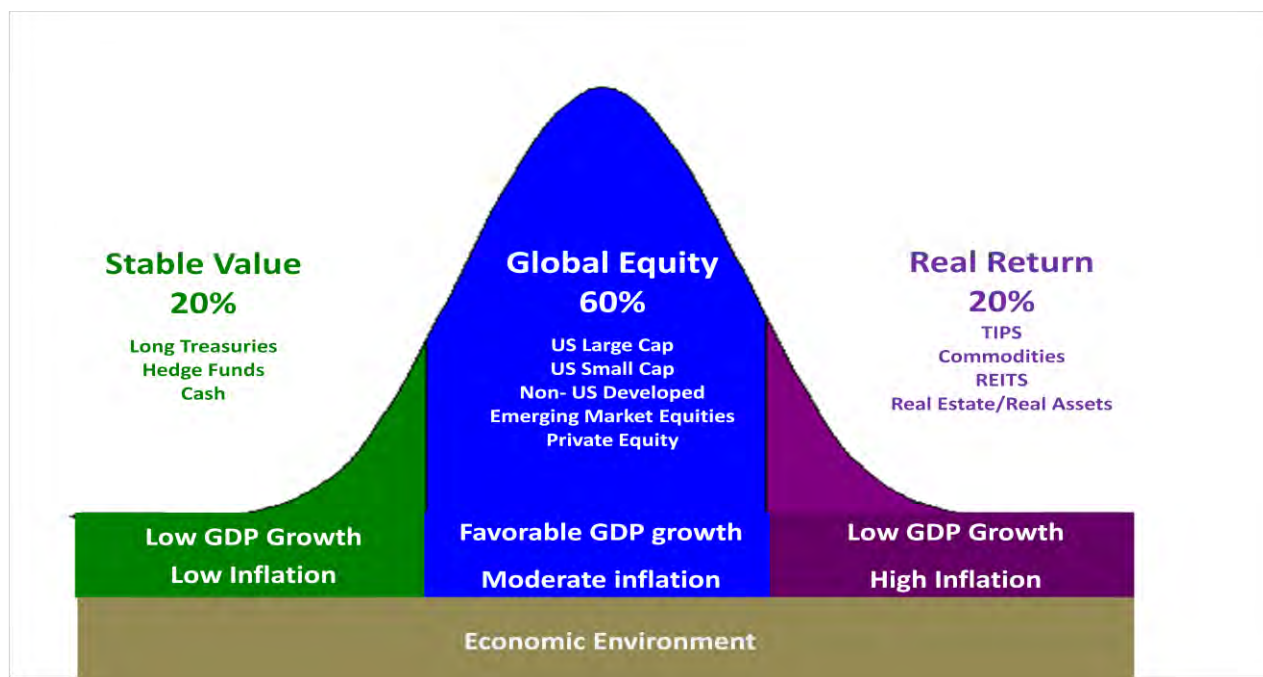 Stable Value
20%
Long Treasuries
Hedge Funds
Cash
Global Equity
60%
US Large Cap
US Small Cap
Non- US Developed
Emerging Market Equities
Private Equity
Real Return
20%
TIPS
Commodities
REITS
Real Estate/Real Assets
Low GDP Growth
Low Inflation
Favorable GDP growth
Moderate inflation
Low GDP Growth
High Inflation
Economic Environment